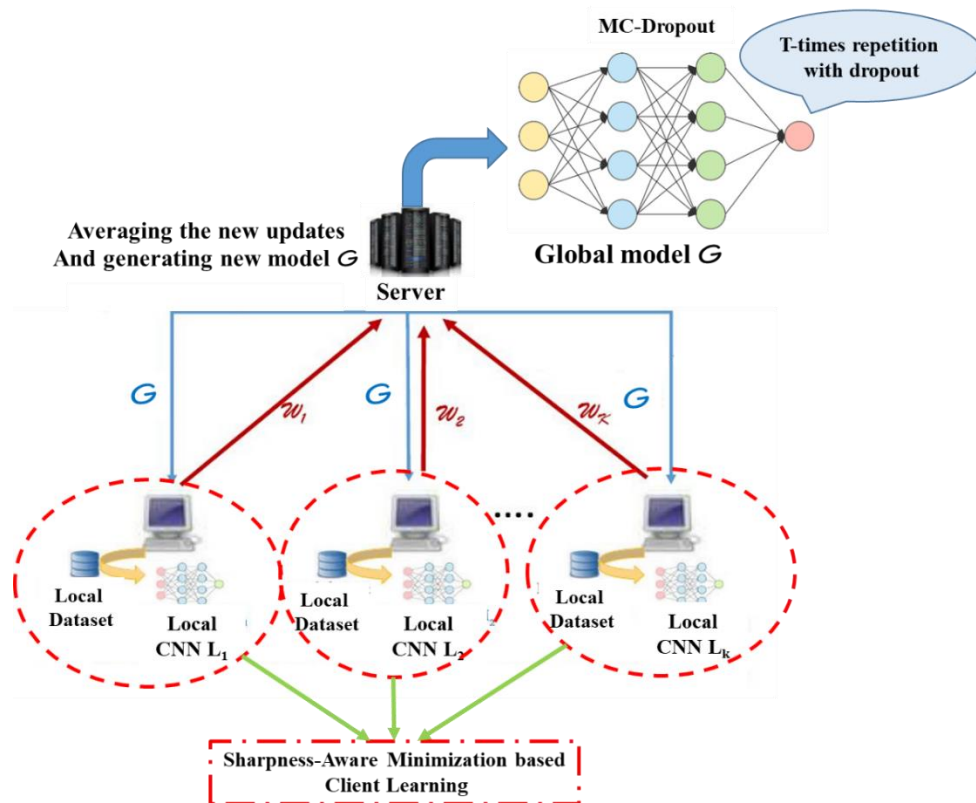 MC-Dropout
T-times repetition
with dropout
Averaging the new updates
And generating new model G
Global model G
Server
G
G
G
W₁
W₂
W_K
....
Local
Dataset
Local
CNN L₁
Local
Dataset
Local
CNN L₂
Local
Dataset
Local
CNN Lₖ
Sharpness-Aware Minimization based
Client Learning